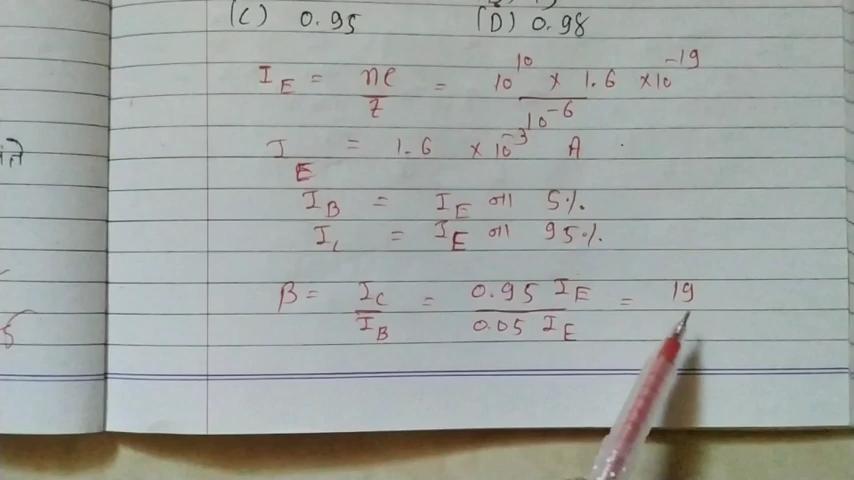 (C) 0.95 (D) 0.98
I_E = ne/z = 10^10 × 1.6 × 10^-19 / 10^-6
I_E = 1.6 × 10^-3 A
I_B = I_E ના 5%
I_C = I_E ના 95%
β = I_C/I_B = 0.95 I_E / 0.05 I_E = 19